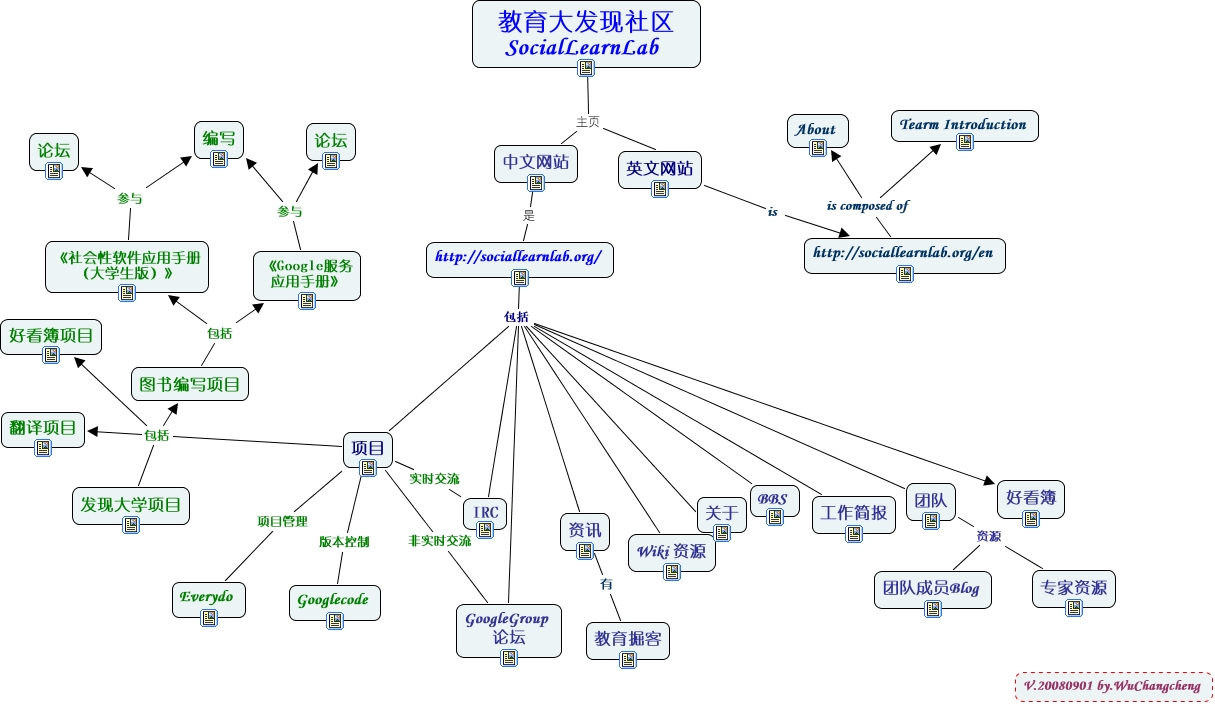 教育大发现社区
SocialLearnLab
主页
论坛
编写
论坛
About
Tearm Introduction
中文网站
英文网站
参与
参与
是
is
is composed of
《社会性软件应用手册
（大学生版）》
《Google服务
应用手册》
http://sociallearnlab.org/
http://sociallearnlab.org/en
包括
好看簿项目
包括
图书编写项目
翻译项目
包括
项目
发现大学项目
实时交流
项目管理
版本控制
非实时交流
IRC
资讯
Wiki 资源
关于
BBS
工作简报
团队
好看簿
资源
有
Everydo
Googlecode
GoogleGroup
论坛
教育掘客
团队成员Blog
专家资源
V.20080901 by.WuChangcheng